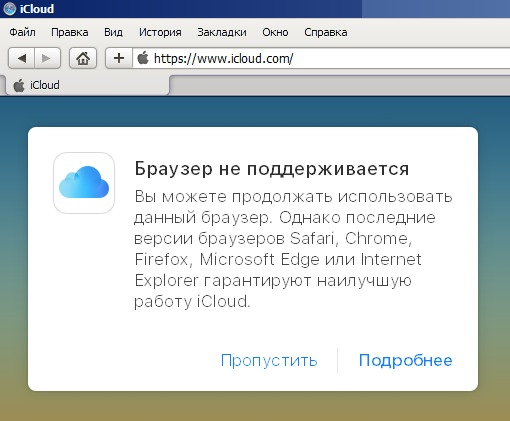 iCloud
Файл Правка Вид История Закладки Окно Справка
https://www.icloud.com/
iCloud
Браузер не поддерживается
Вы можете продолжать использовать
данный браузер. Однако последние
версии браузеров Safari, Chrome,
Firefox, Microsoft Edge или Internet
Explorer гарантируют наилучшую
работу iCloud.
Пропустить Подробнее